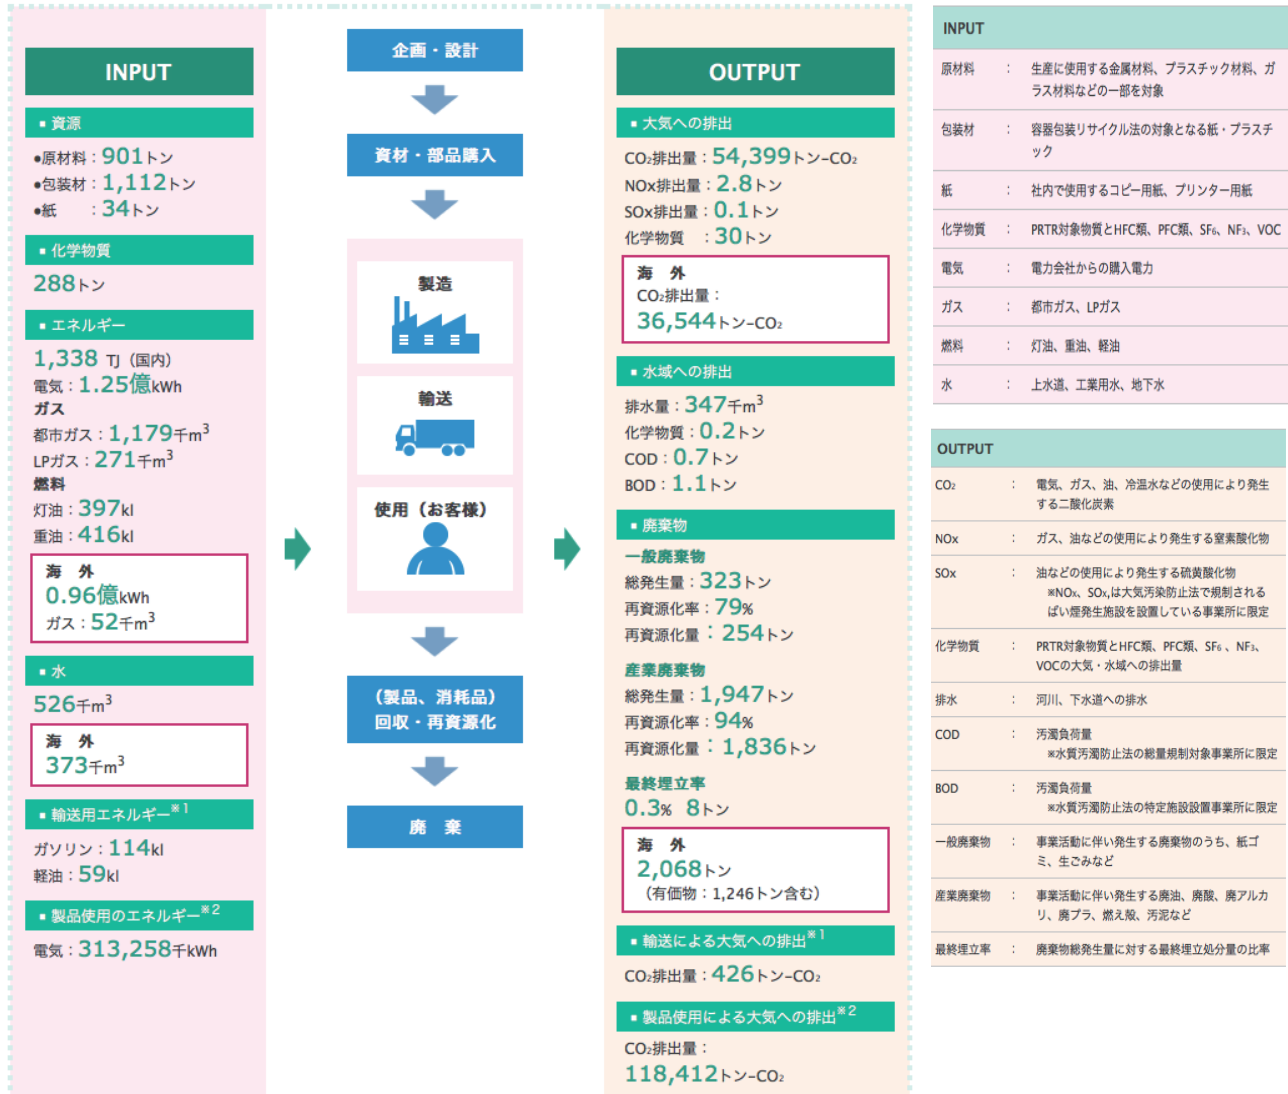 INPUT
■ 資源
●原材料：901トン
●包装材：1,112トン
●紙　　：34トン
■ 化学物質
288トン
■ エネルギー
1,338 TJ（国内）
電気：1.25億kWh
ガス
都市ガス：1,179千m³
LPガス：271千m³
燃料
灯油：397kl
重油：416kl
海　外
0.96億kWh
ガス：52千m³
■ 水
526千m³
海　外
373千m³
■ 輸送用エネルギー※1
ガソリン：114kl
軽油：59kl
■ 製品使用のエネルギー※2
電気：313,258千kWh
企画・設計
資材・部品購入
製造
輸送
使用（お客様）
（製品、消耗品）
回収・再資源化
廃　棄
OUTPUT
■ 大気への排出
CO₂排出量：54,399トン−CO₂
NOx排出量：2.8トン
SOx排出量：0.1トン
化学物質　：30トン
海　外
CO₂排出量：
36,544トン−CO₂
■ 水域への排出
排水量：347千m³
化学物質：0.2トン
COD：0.7トン
BOD：1.1トン
■ 廃棄物
一般廃棄物
総発生量：323トン
再資源化率：79%
再資源化量：254トン
産業廃棄物
総発生量：1,947トン
再資源化率：94%
再資源化量：1,836トン
最終埋立率
0.3%　8トン
海　外
2,068トン
（有価物：1,246トン含む）
■ 輸送による大気への排出※1
CO₂排出量：426トン−CO₂
■ 製品使用による大気への排出※2
CO₂排出量：
118,412トン−CO₂
INPUT
原材料　：　生産に使用する金属材料、プラスチック材料、ガ
ラス材料などの一部を対象
包装材　：　容器包装リサイクル法の対象となる紙・プラスチ
ック
紙　：　社内で使用するコピー用紙、プリンター用紙
化学物質　：　PRTR対象物質とHFC類、PFC類、SF₆、NF₃、VOC
電気　：　電力会社からの購入電力
ガス　：　都市ガス、LPガス
燃料　：　灯油、重油、軽油
水　：　上水道、工業用水、地下水
OUTPUT
CO₂　：　電気、ガス、油、冷温水などの使用により発生
する二酸化炭素
NOx　：　ガス、油などの使用により発生する窒素酸化物
SOx　：　油などの使用により発生する硫黄酸化物
※NOx、SOx,は大気汚染防止法で規制される
ばい煙発生施設を設置している事業所に限定
化学物質　：　PRTR対象物質とHFC類、PFC類、SF₆ 、NF₃、
VOCの大気・水域への排出量
排水　：　河川、下水道への排水
COD　：　汚濁負荷量
※水質汚濁防止法の総量規制対象事業所に限定
BOD　：　汚濁負荷量
※水質汚濁防止法の特定施設設置事業所に限定
一般廃棄物　：　事業活動に伴い発生する廃棄物のうち、紙ゴ
ミ、生ごみなど
産業廃棄物　：　事業活動に伴い発生する廃油、廃酸、廃アルカ
リ、廃プラ、燃え殻、汚泥など
最終埋立率　：　廃棄物総発生量に対する最終埋立処分量の比率